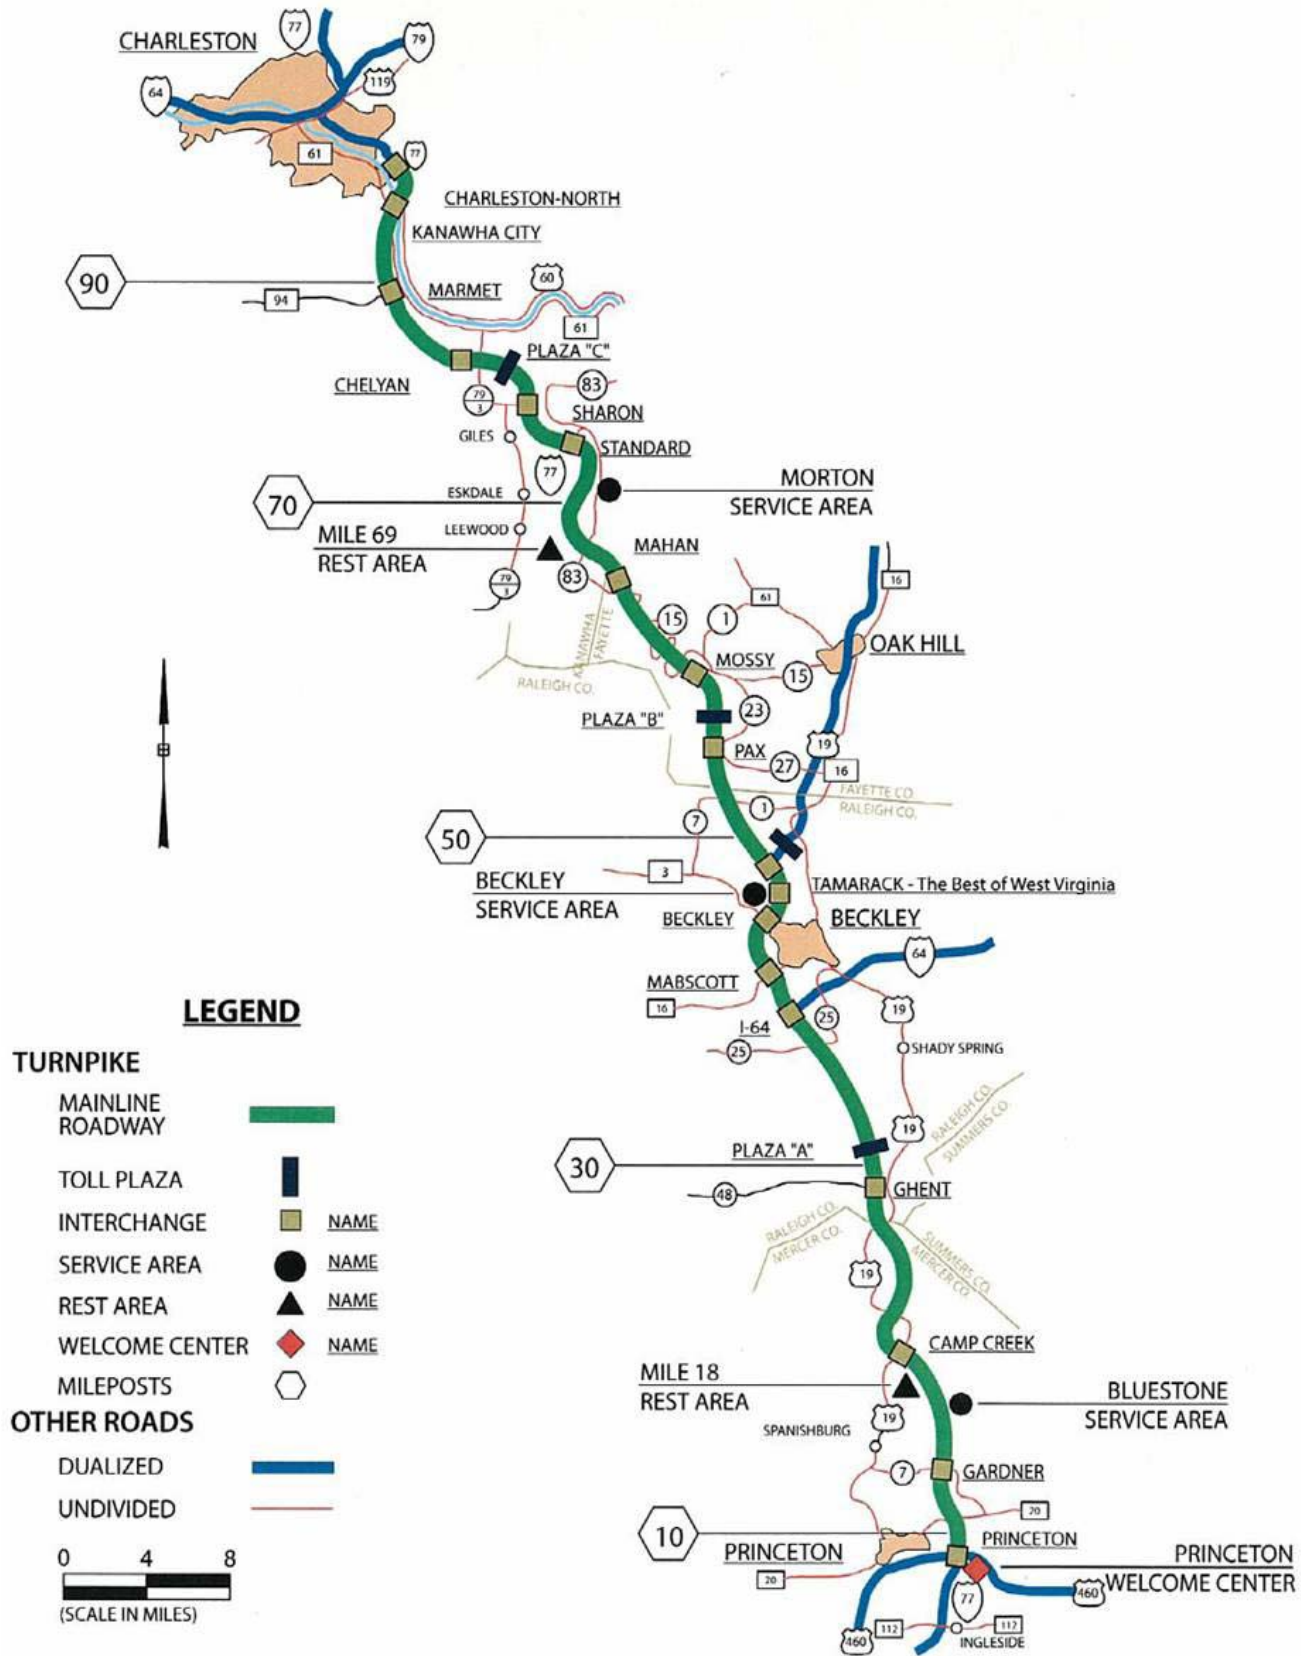 77
79
CHARLESTON
119
64
61
77
CHARLESTON-NORTH
KANAWHA CITY
90
60
94
MARMET
61
PLAZA "C"
CHELYAN
83
79
3
SHARON
GILES
STANDARD
77
MORTON
SERVICE AREA
70
ESKDALE
MILE 69
REST AREA
LEEWOOD
MAHAN
83
79
3
16
61
KANAWHA
FAYETTE
15
1
OAK HILL
MOSSY
15
RALEIGH CO.
23
PLAZA "B"
19
PAX
27
16
FAYETTE CO.
RALEIGH CO.
1
7
50
3
BECKLEY
SERVICE AREA
TAMARACK - The Best of West Virginia
BECKLEY
BECKLEY
64
MABSCOTT
16
LEGEND
I-64
25
19
25
SHADY SPRING
TURNPIKE
MAINLINE
ROADWAY
RALEIGH CO.
SUMMERS CO.
19
PLAZA "A"
30
TOLL PLAZA
48
GHENT
INTERCHANGE
NAME
RALEIGH CO.
MERCER CO.
SUMMERS CO.
MERCER CO.
SERVICE AREA
NAME
19
REST AREA
NAME
WELCOME CENTER
NAME
CAMP CREEK
MILE 18
REST AREA
MILEPOSTS
BLUESTONE
SERVICE AREA
OTHER ROADS
19
SPANISHBURG
DUALIZED
7
GARDNER
UNDIVIDED
20
10
PRINCETON
PRINCETON
PRINCETON
WELCOME CENTER
0 4 8
(SCALE IN MILES)
20
77
460
460
112
112
INGLESIDE